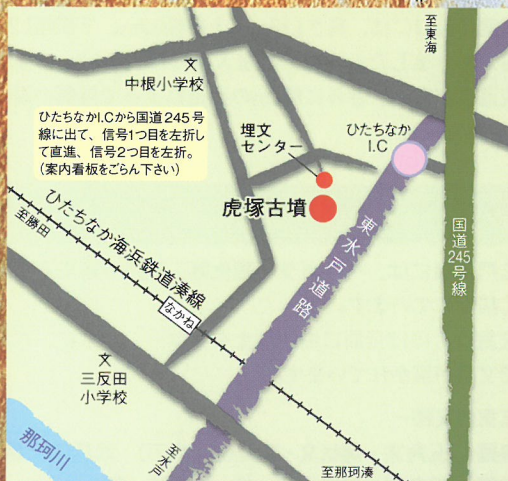 至東海
文
中根小学校
ひたちなかI.Cから国道245号
線に出て、信号1つ目を左折し
て直進、信号2つ目を左折。
（案内看板をごらん下さい）
埋文
センター
ひたちなか
I.C
虎塚古墳
ひたちなか海浜鉄道湊線
至勝田
東水戸道路
国道245号線
なかね
文
三反田
小学校
那珂川
至水戸
至那珂湊